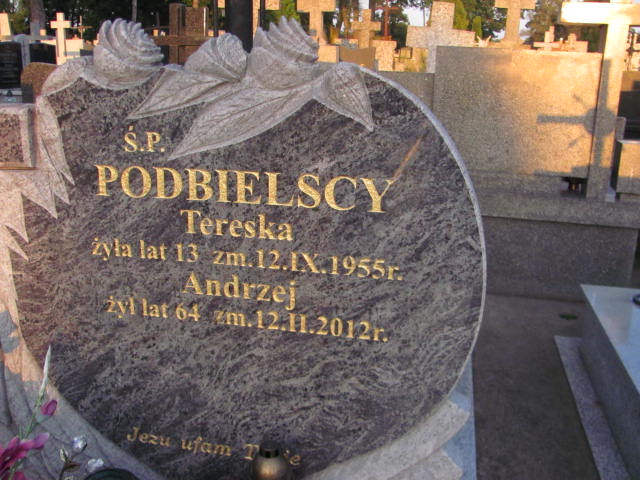 Ś.P.
PODBIELSCY
Tereska
żyła lat 13 zm.12.IX.1955r.
Andrzej
żył lat 64 zm.12.II.2012r.
Jezu ufam